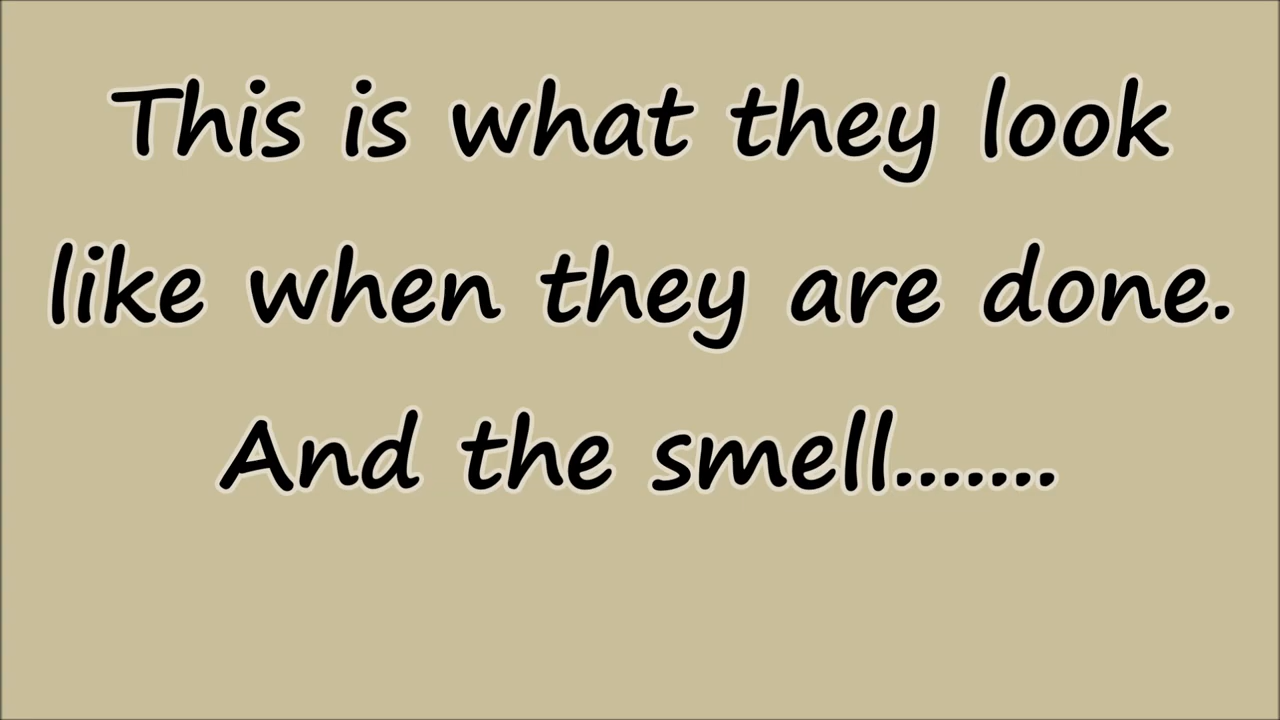 This is what they look
like when they are done.
And the smell.......